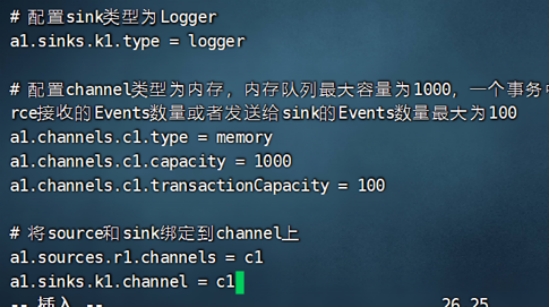 # 配置sink类型为Logger
a1.sinks.k1.type = logger
# 配置channel类型为内存，内存队列最大容量为1000，一个事务中
rce接收的Events数量或者发送给sink的Events数量最大为100
a1.channels.c1.type = memory
a1.channels.c1.capacity = 1000
a1.channels.c1.transactionCapacity = 100
# 将source和sink绑定到channel上
a1.sources.r1.channels = c1
a1.sinks.k1.channel = c1
-- 插入 -- 26,25